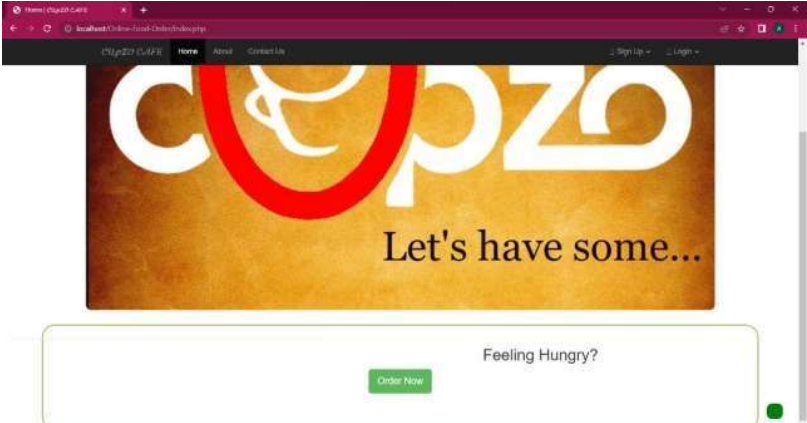 Home | CUpZO CAFE
localhost/Online-Food-Order/index.php
CUpZO CAFE Home About Contact Us Sign Up Login
cUpzo
Let's have some...
Feeling Hungry?
Order Now